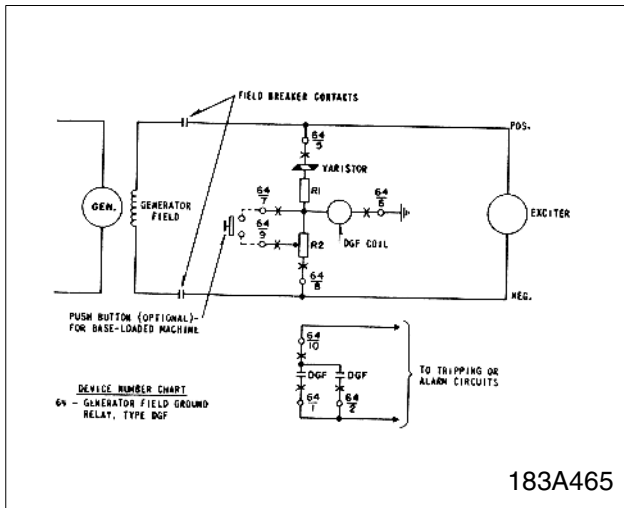 FIELD BREAKER CONTACTS
POS.
64
5
VARISTOR
R1
64
7
64
6
GEN.
GENERATOR
FIELD
64
9
DGF COIL
EXCITER
R2
64
8
NEG.
PUSH BUTTON (OPTIONAL)-
FOR BASE-LOADED MACHINE
64
10
DGF
DGF
TO TRIPPING OR
ALARM CIRCUITS
64
1
64
2
DEVICE NUMBER CHART
64 - GENERATOR FIELD GROUND
RELAY, TYPE DGF
183A465